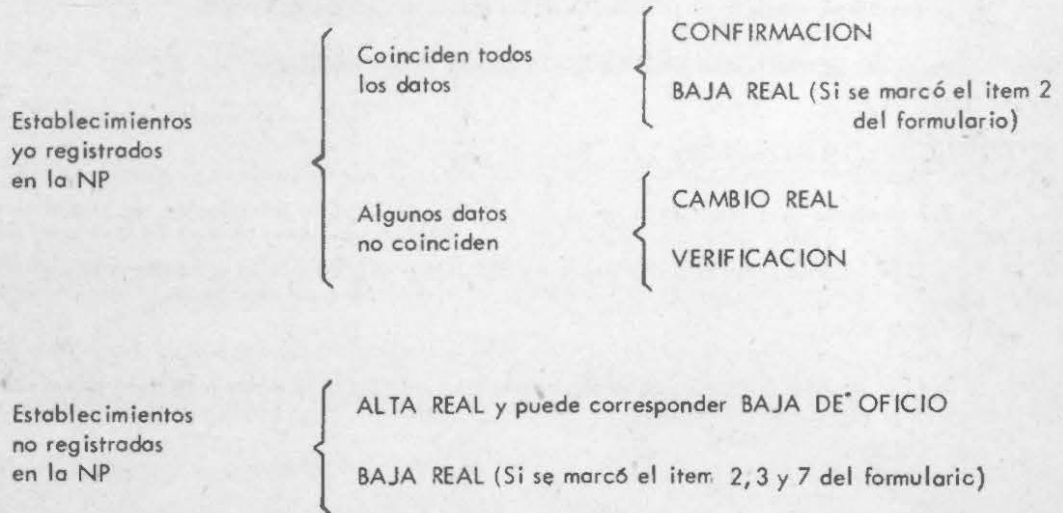 Establecimientos
ya registrados
en la NP
Coinciden todos
los datos
CONFIRMACION
BAJA REAL (Si se marcó el item 2
del formulario)
Algunos datos
no coinciden
CAMBIO REAL
VERIFICACION
Establecimientos
no registradas
en la NP
ALTA REAL y puede corresponder BAJA DE OFICIO
BAJA REAL (Si se marcó el item 2, 3 y 7 del formularic)